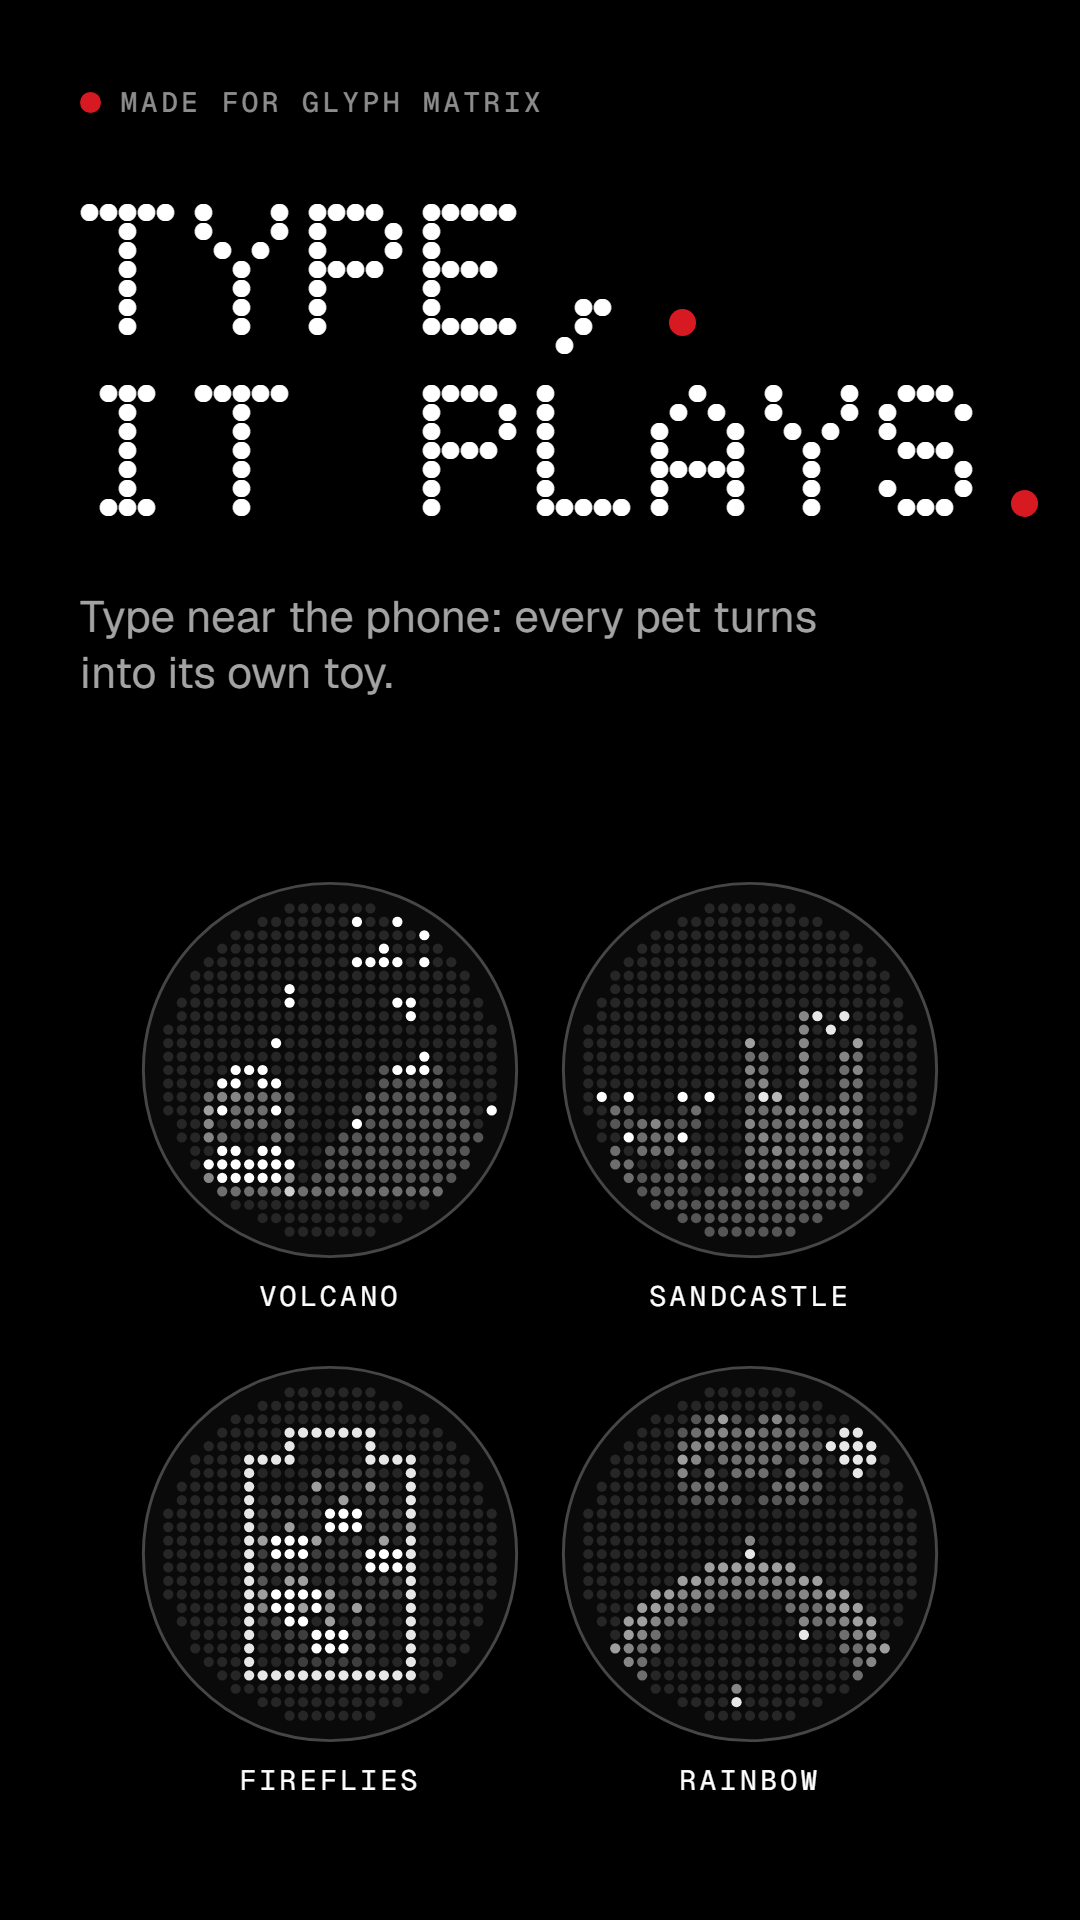 MADE FOR GLYPH MATRIX
TYPE,.
IT PLAYS.
Type near the phone: every pet turns
into its own toy.
VOLCANO
SANDCASTLE
FIREFLIES
RAINBOW